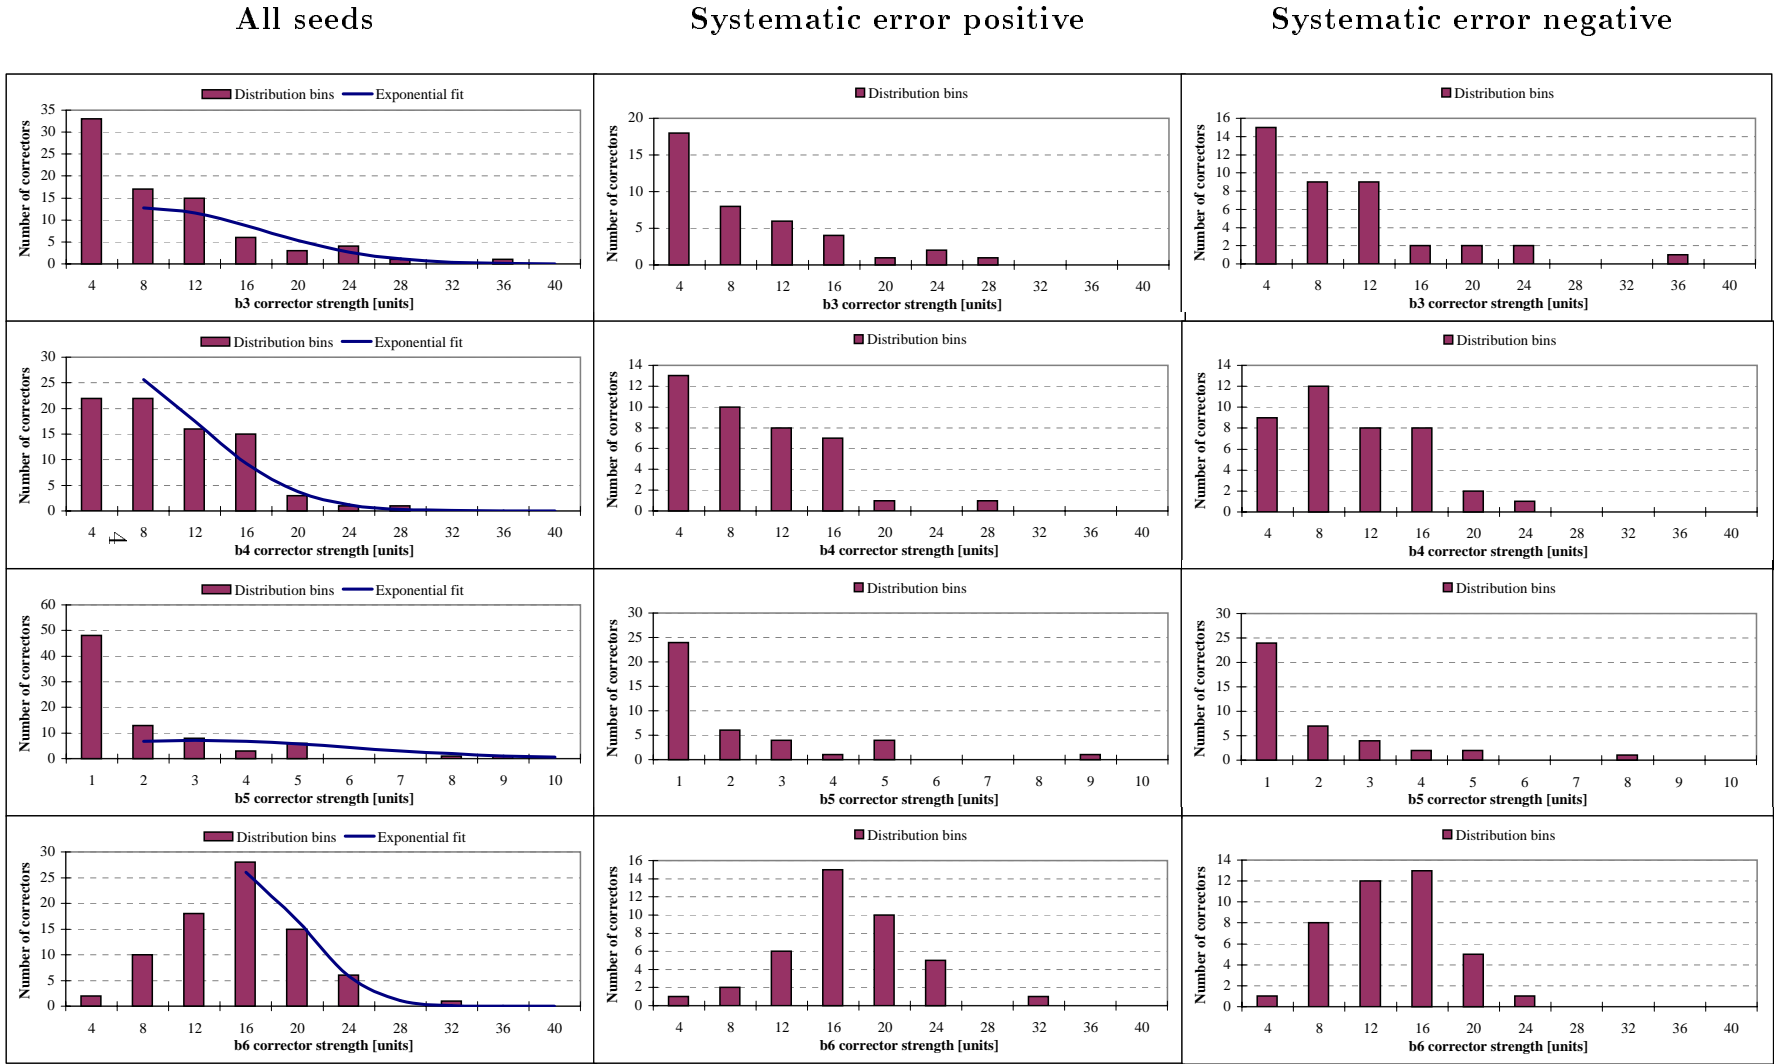 All seeds Systematic error positive Systematic error negative
Distribution bins Exponential fit
Number of correctors
35
30
25
20
15
10
5
0
4 8 12 16 20 24 28 32 36 40
b3 corrector strength [units]
Distribution bins
Number of correctors
20
15
10
5
0
4 8 12 16 20 24 28 32 36 40
b3 corrector strength [units]
Distribution bins
Number of correctors
16
14
12
10
8
6
4
2
0
4 8 12 16 20 24 28 32 36 40
b3 corrector strength [units]
Distribution bins Exponential fit
Number of correctors
30
25
20
15
10
5
0
4 8 12 16 20 24 28 32 36 40
4
b4 corrector strength [units]
Distribution bins
Number of correctors
14
12
10
8
6
4
2
0
4 8 12 16 20 24 28 32 36 40
b4 corrector strength [units]
Distribution bins
Number of correctors
14
12
10
8
6
4
2
0
4 8 12 16 20 24 28 32 36 40
b4 corrector strength [units]
Distribution bins Exponential fit
Number of correctors
60
50
40
30
20
10
0
1 2 3 4 5 6 7 8 9 10
b5 corrector strength [units]
Distribution bins
Number of correctors
30
25
20
15
10
5
0
1 2 3 4 5 6 7 8 9 10
b5 corrector strength [units]
Distribution bins
Number of correctors
30
25
20
15
10
5
0
1 2 3 4 5 6 7 8 9 10
b5 corrector strength [units]
Distribution bins Exponential fit
Number of correctors
30
25
20
15
10
5
0
4 8 12 16 20 24 28 32 36 40
b6 corrector strength [units]
Distribution bins
Number of correctors
16
14
12
10
8
6
4
2
0
4 8 12 16 20 24 28 32 36 40
b6 corrector strength [units]
Distribution bins
Number of correctors
14
12
10
8
6
4
2
0
4 8 12 16 20 24 28 32 36 40
b6 corrector strength [units]